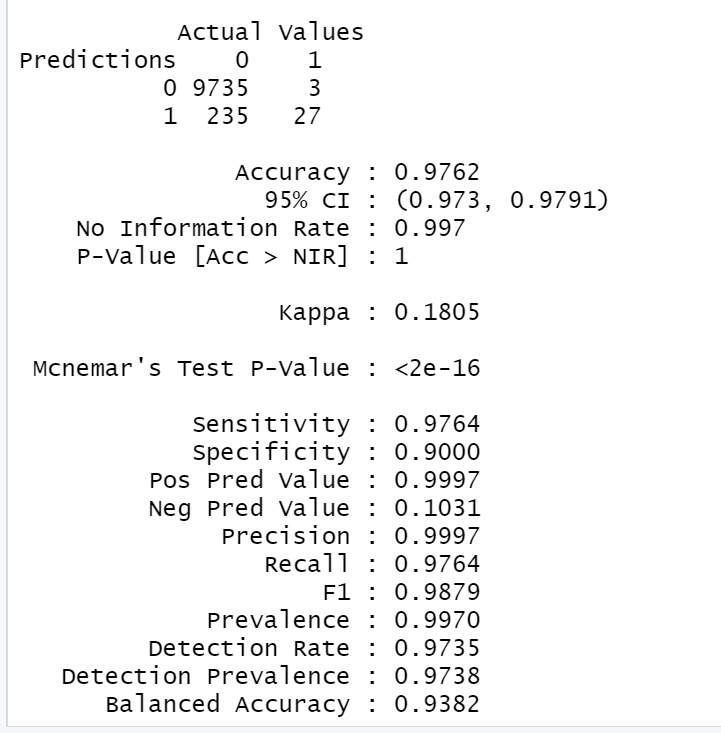 Actual Values
Predictions    0    1
          0 9735    3
          1  235   27
Accuracy : 0.9762
95% CI : (0.973, 0.9791)
No Information Rate : 0.997
P-Value [Acc > NIR] : 1
Kappa : 0.1805
Mcnemar's Test P-Value : <2e-16
Sensitivity : 0.9764
Specificity : 0.9000
Pos Pred Value : 0.9997
Neg Pred Value : 0.1031
Precision : 0.9997
Recall : 0.9764
F1 : 0.9879
Prevalence : 0.9970
Detection Rate : 0.9735
Detection Prevalence : 0.9738
Balanced Accuracy : 0.9382